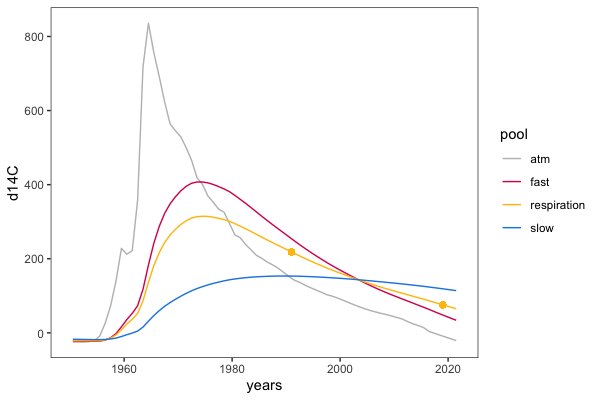 d14C
800
600
400
200
0
1960
1980
2000
2020
years
pool
atm
fast
respiration
slow